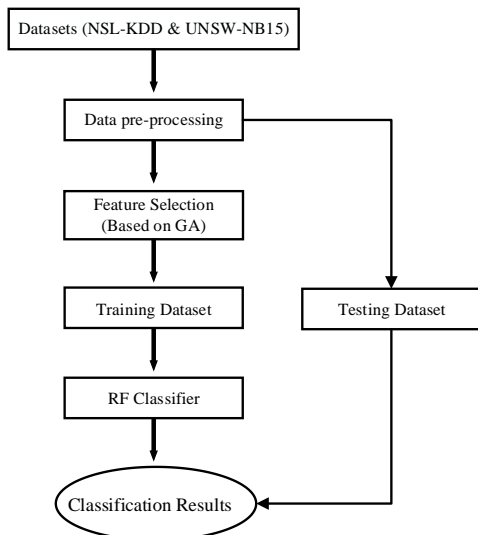 Datasets (NSL-KDD & UNSW-NB15)
Data pre-processing
Feature Selection
(Based on GA)
Training Dataset
Testing Dataset
RF Classifier
Classification Results